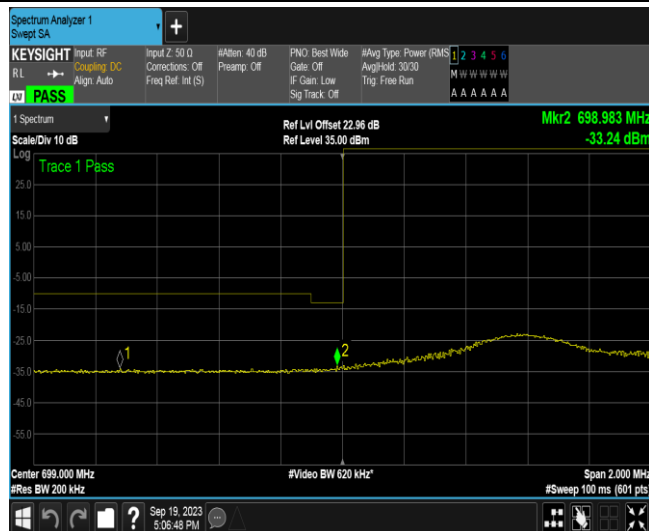 Spectrum Analyzer 1
Swept SA
+
KEYSIGHT
RL
LXI
PASS
Input: RF
Coupling: DC
Align: Auto
Input Z: 50 Ω
Corrections: Off
Freq Ref: Int (S)
#Atten: 40 dB
Preamp: Off
PNO: Best Wide
Gate: Off
IF Gain: Low
Sig Track: Off
#Avg Type: Power (RMS
Avg|Hold: 30/30
Trig: Free Run
1 2 3 4 5 6
M W W W W W
A A A A A A
1 Spectrum
Scale/Div 10 dB
Ref Lvl Offset 22.96 dB
Ref Level 35.00 dBm
Mkr2 698.983 MHz
-33.24 dBm
Log
Trace 1 Pass
25.0
15.0
5.00
-5.00
-15.0
-25.0
-35.0
-45.0
-55.0
1
2
Center 699.000 MHz
#Res BW 200 kHz
#Video BW 620 kHz*
Span 2.000 MHz
#Sweep 100 ms (601 pts)
?
Sep 19, 2023
5:06:48 PM